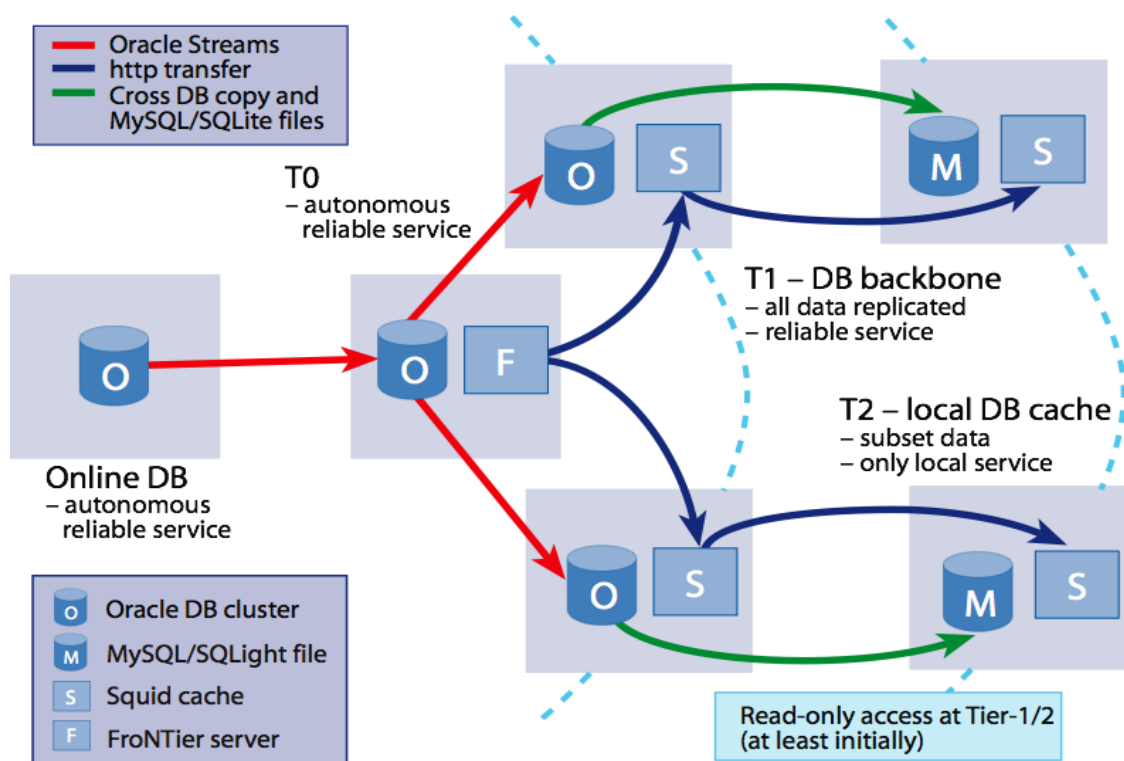 Oracle Streams
http transfer
Cross DB copy and
MySQL/SQLite files
T0
– autonomous
reliable service
O
S
M
S
T1 – DB backbone
– all data replicated
– reliable service
O
O
F
T2 – local DB cache
– subset data
– only local service
Online DB
– autonomous
reliable service
O
S
M
S
O Oracle DB cluster
M MySQL/SQLight file
S Squid cache
F FroNTier server
Read-only access at Tier-1/2
(at least initially)